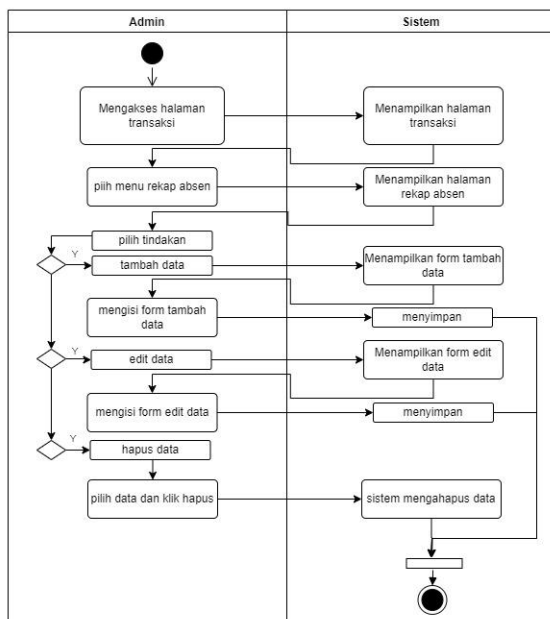 Admin
Sistem
Mengakses halaman
transaksi
Menampilkan halaman
transaksi
piih menu rekap absen
Menampilkan halaman
rekap absen
pilih tindakan
Y
tambah data
Menampilkan form tambah
data
mengisi form tambah
data
menyimpan
Y
edit data
Menampilkan form edit
data
mengisi form edit data
menyimpan
Y
hapus data
pilih data dan klik hapus
sistem mengahapus data